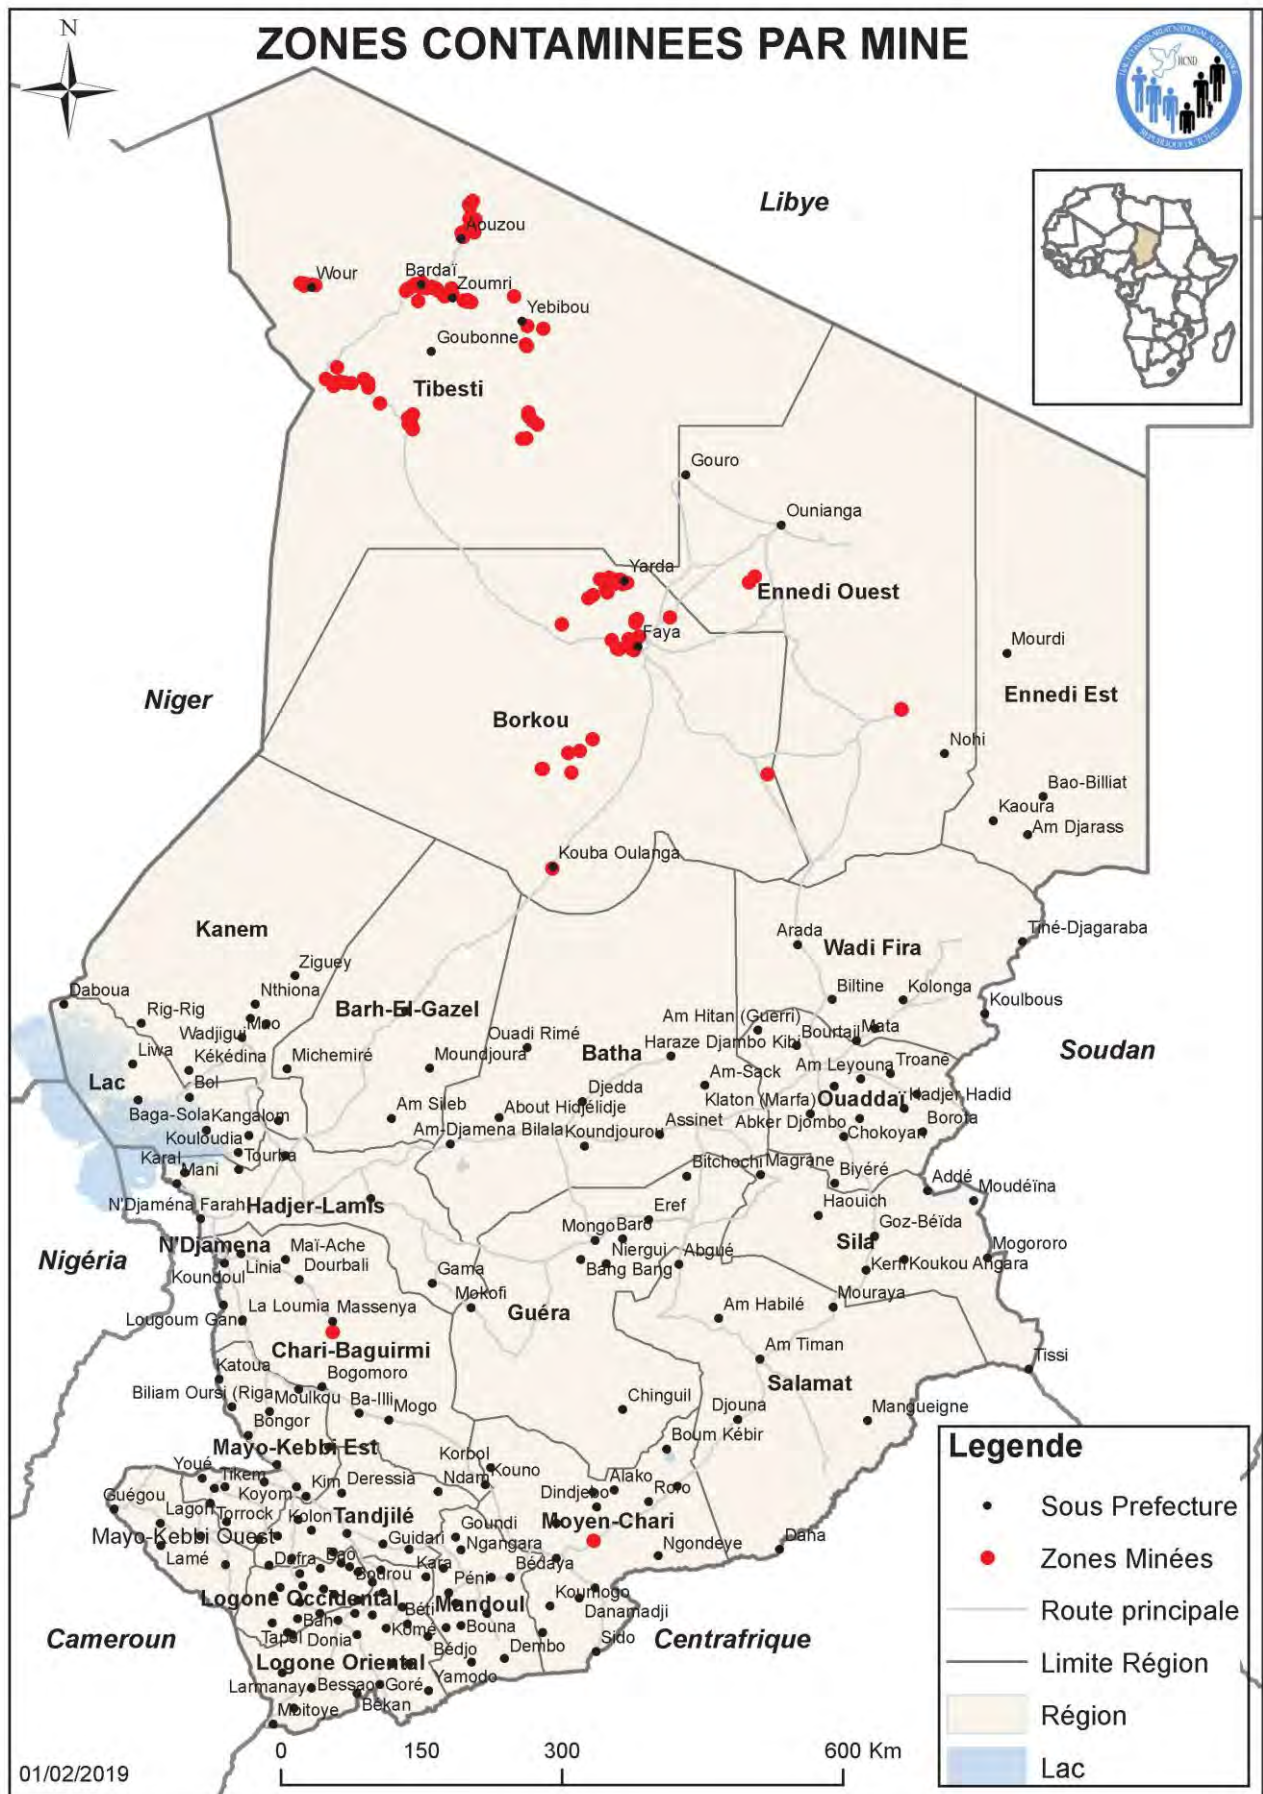 ZONES CONTAMINEES PAR MINE
N
HCND
REPUBLIQUE DU TCHAD
Libye
Aouzou
Wour
Bardaï
Zoumri
Yebibou
Goubonne
Tibesti
Gouro
Ounianga
Yarda
Ennedi Ouest
Faya
Mourdi
Niger
Ennedi Est
Borkou
Nohi
Bao-Billiat
Kaoura
Am Djarass
Kouba Oulanga
Kanem
Arada
Wadi Fira
Tiné-Djagaraba
Ziguey
Daboua
Nthiona
Biltine
Kolonga
Rig-Rig
Barh-El-Gazel
Koulbous
Wadjigui
Mao
Am Hitan (Guerri)
Bourtail
Mata
Ouadi Rimé
Haraze Djambo Kibi
Liwa
Kékédina
Michemiré
Moundjoura
Batha
Soudan
Am Leyouna
Troane
Lac
Bol
Djedda
Am-Sack
Klaton (Marfa)
Ouaddaï
Hadjer Hadid
Baga-Sola
Kangalom
Am Sileb
About Hidjélidje
Assinet
Abker Djombo
Borota
Kouloudia
Am-Djamena Bilala
Koundjourou
Chokoyan
Karal
Mani
Tourba
Bitchochi
Magrane
Biyéré
Addé
Moudéïna
N'Djaména Farah
Hadjer-Lamis
Eref
Haouich
Mongo
Baro
Goz-Béïda
N'Djamena
Maï-Ache
Niergui
Abgué
Sila
Mogororo
Nigéria
Koundoul
Linia
Dourbali
Gama
Bang Bang
Kerfi
Koukou Angara
Mokofi
Guéra
Mouraya
La Loumia
Massenya
Am Habilé
Lougoum Gana
Chari-Baguirmi
Am Timan
Tissi
Katoua
Bogomoro
Salamat
Biliam Oursi (Riga
Moulkou
Ba-Illi
Mogo
Chinguil
Djouna
Mangueigne
Bongor
Boum Kébir
Mayo-Kebbi Est
Korbol
Kouno
Youé
Tikem
Kim
Deressia
Ndam
Alako
Roro
Guégou
Koyom
Dindjebo
Lagon
Torrock
Kolon
Tandjilé
Goundi
Moyen-Chari
Mayo-Kebbi Ouest
Guidari
Ngangara
Ngondeye
Daha
Lamé
Dafra
Bao
Kara
Bédaya
Bourou
Péni
Koumogo
Logone Occidental
Béti
Mandoul
Danamadji
Cameroun
Bah
Tapol
Donia
Komé
Bouna
Sido
Centrafrique
Logone Oriental
Bédjo
Dembo
Larmanay
Bessao
Goré
Yamodo
Mbitoye
Békan
Legende
Sous Prefecture
Zones Minées
Route principale
Limite Région
Région
Lac
0 150 300 600 Km
01/02/2019